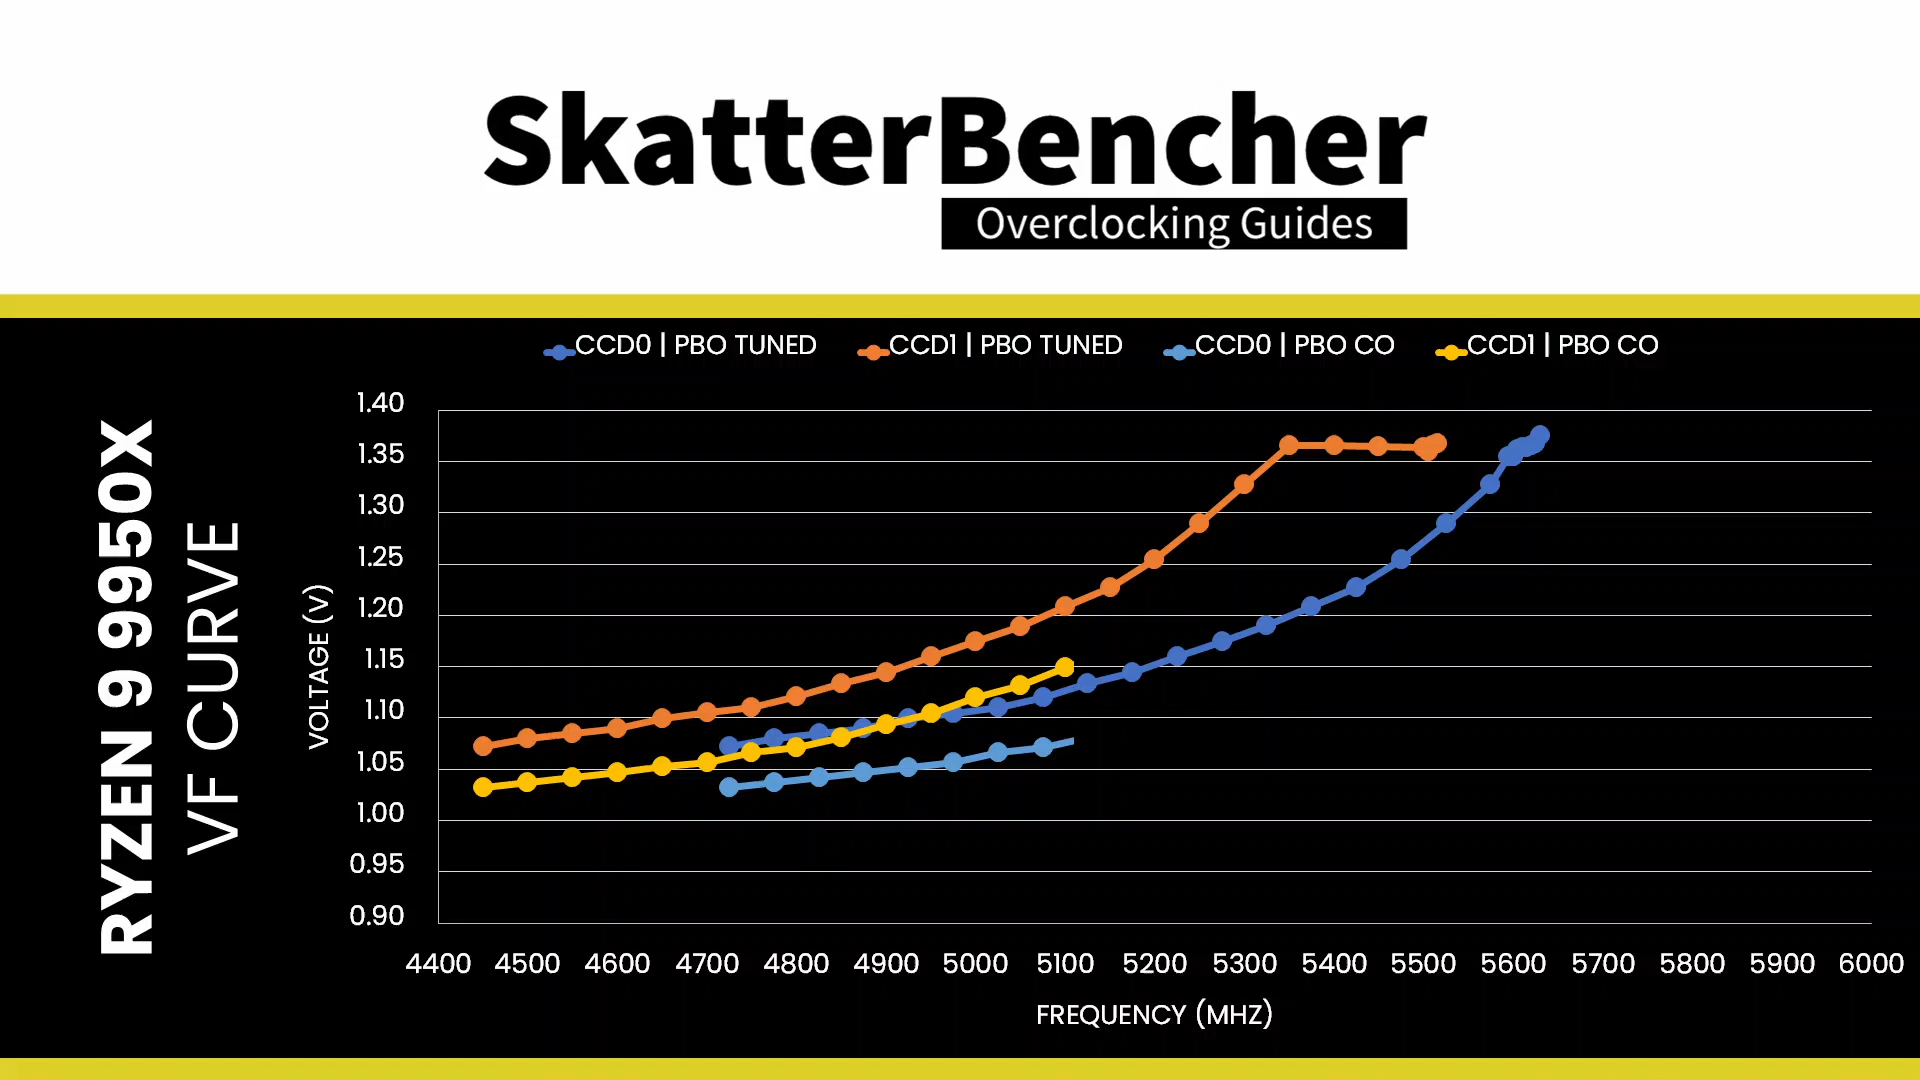 SkatterBencher
Overclocking Guides
CCD0 | PBO TUNED
CCD1 | PBO TUNED
CCD0 | PBO CO
CCD1 | PBO CO
RYZEN 9 9950X
VF CURVE
VOLTAGE (V)
1.40
1.35
1.30
1.25
1.20
1.15
1.10
1.05
1.00
0.95
0.90
4400 4500 4600 4700 4800 4900 5000 5100 5200 5300 5400 5500 5600 5700 5800 5900 6000
FREQUENCY (MHZ)